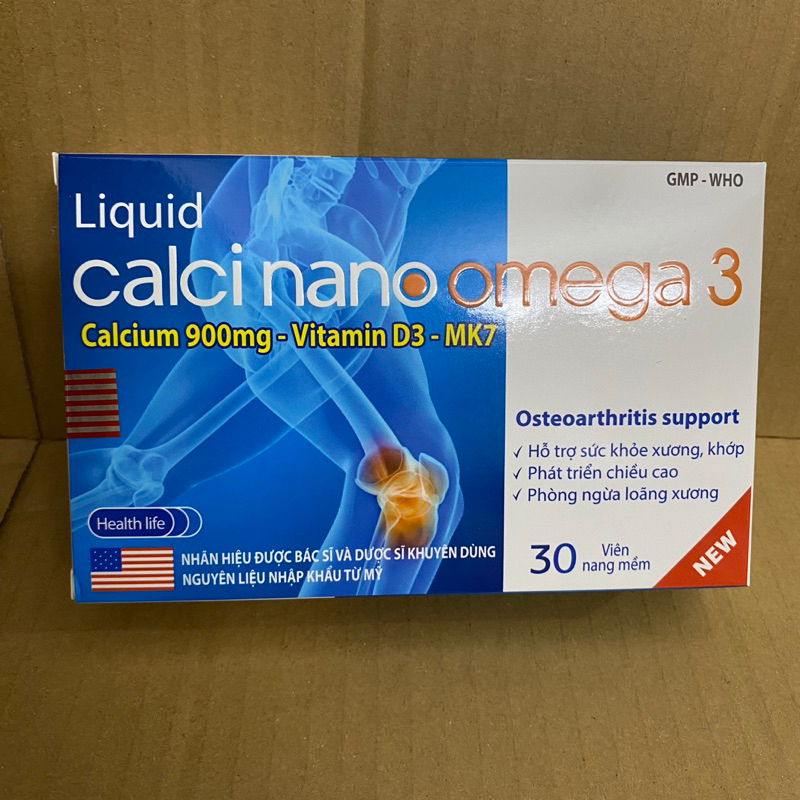 GMP - WHO
Liquid
calci nano omega 3
Calcium 900mg - Vitamin D3 - MK7
Osteoarthritis support
✓ Hỗ trợ sức khỏe xương, khớp
✓ Phát triển chiều cao
✓ Phòng ngừa loãng xương
Health life
NHÃN HIỆU ĐƯỢC BÁC SĨ VÀ DƯỢC SĨ KHUYÊN DÙNG
NGUYÊN LIỆU NHẬP KHẨU TỪ MỸ
30 Viên
nang mềm
NEW